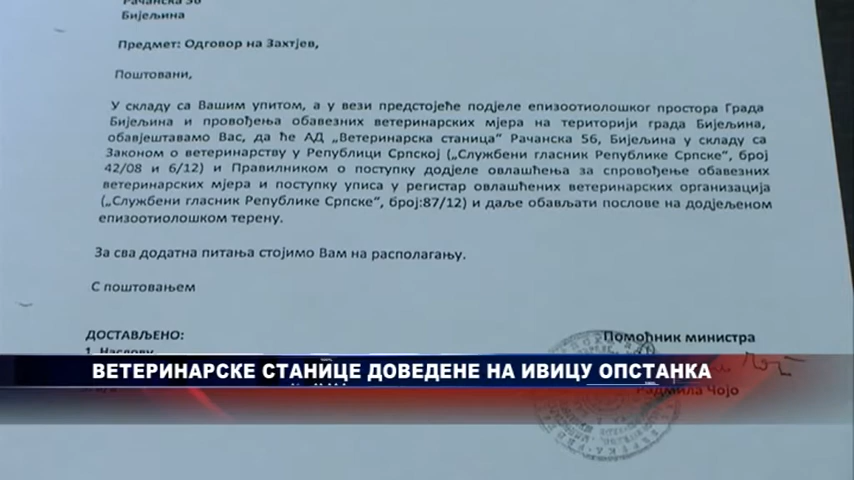 Рачанска 56
Бијељина
Предмет: Одговор на Захтјев,
Поштовани,
У складу са Вашим упитом, а у вези предстојеће подјеле епизоотиолошког простора Града
Бијељина и провођења обавезних ветеринарских мјера на територији града Бијељина,
обавјештавамо Вас, да ће АД „Ветеринарска станица" Рачанска 56, Бијељина у складу са
Законом о ветеринарству у Републици Српској („Службени гласник Републике Српске", број
42/08 и 6/12) и Правилником о поступку додјеле овлашћења за спровођење обавезних
ветеринарских мјера и поступку уписа у регистар овлашћених ветеринарских организација
(„Службени гласник Републике Српске", број:87/12) и даље обављати послове на додјељеном
епизоотиолошком терену.
За сва додатна питања стојимо Вам на располагању.
С поштовањем
ДОСТАВЉЕНО:
Помоћник министра
1. Наслову
ВЕТЕРИНАРСКЕ СТАНИЦЕ ДОВЕДЕНЕ НА ИВИЦУ ОПСТАНКА
Радмила Чојо